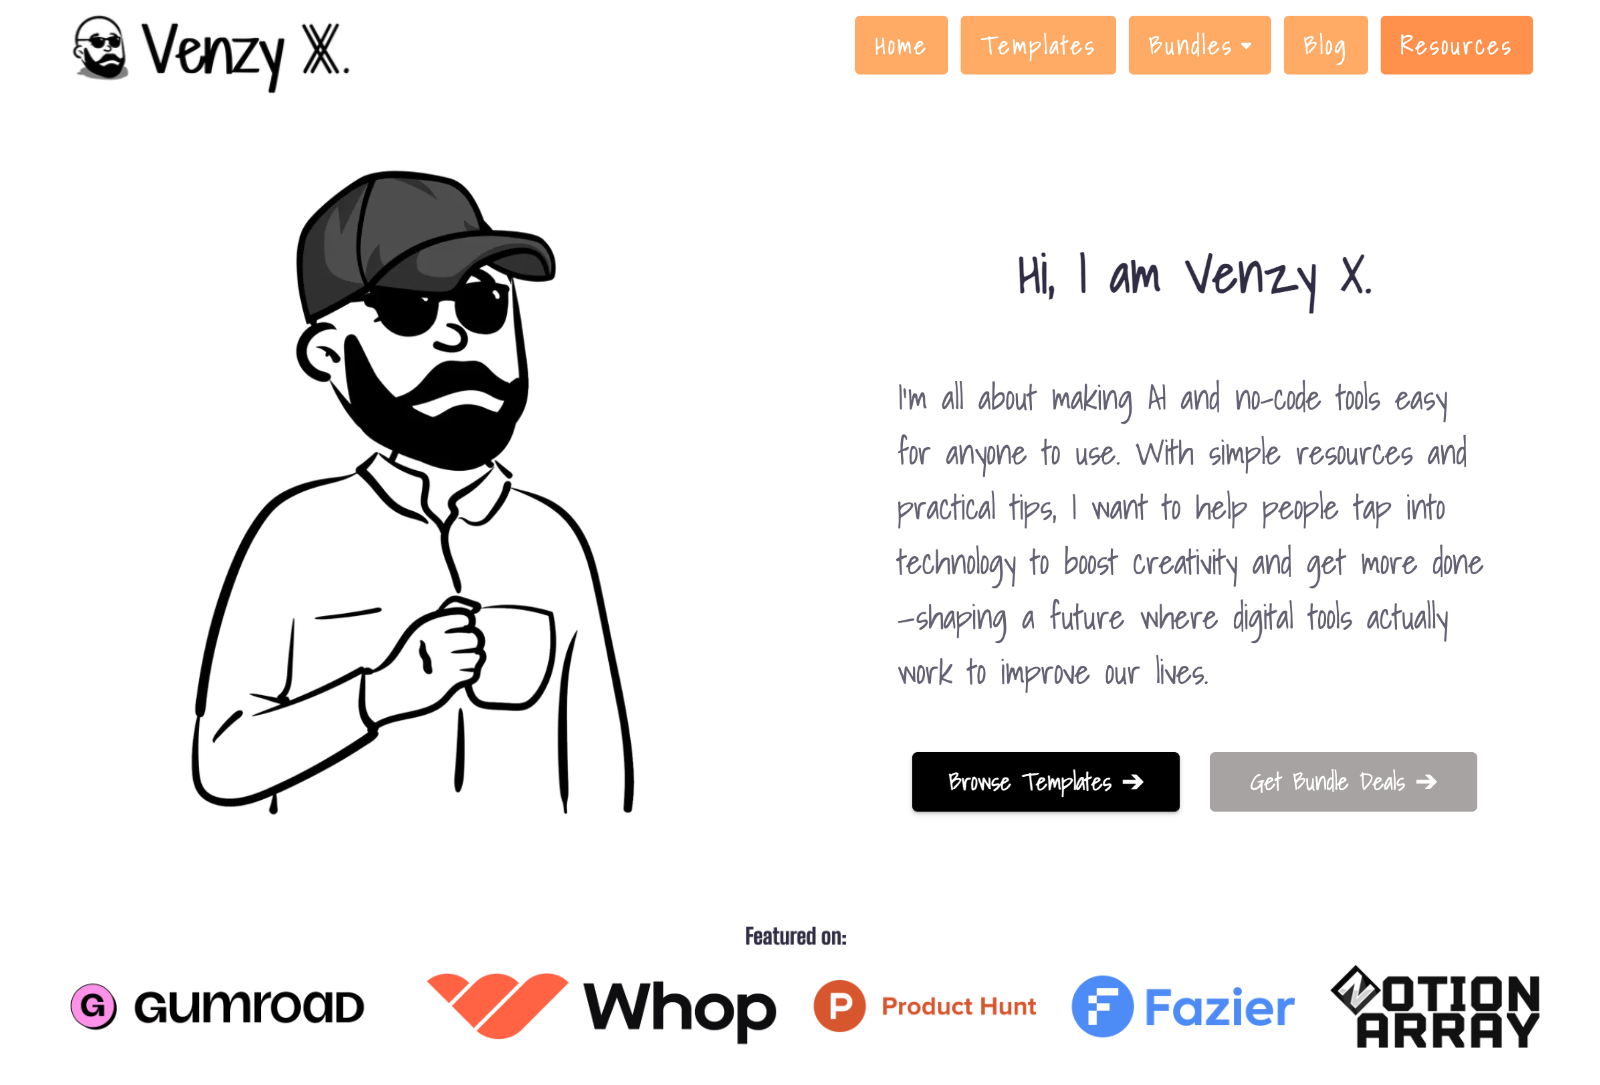 Venzy X.
Home
Templates
Bundles
Blog
Resources
Hi, I am Venzy X.
I'm all about making AI and no-code tools easy
for anyone to use. With simple resources and
practical tips, I want to help people tap into
technology to boost creativity and get more done
—shaping a future where digital tools actually
work to improve our lives.
Browse Templates →
Get Bundle Deals →
Featured on:
G GUMROAD
Whop
P Product Hunt
F Fazier
NOTION
ARRAY